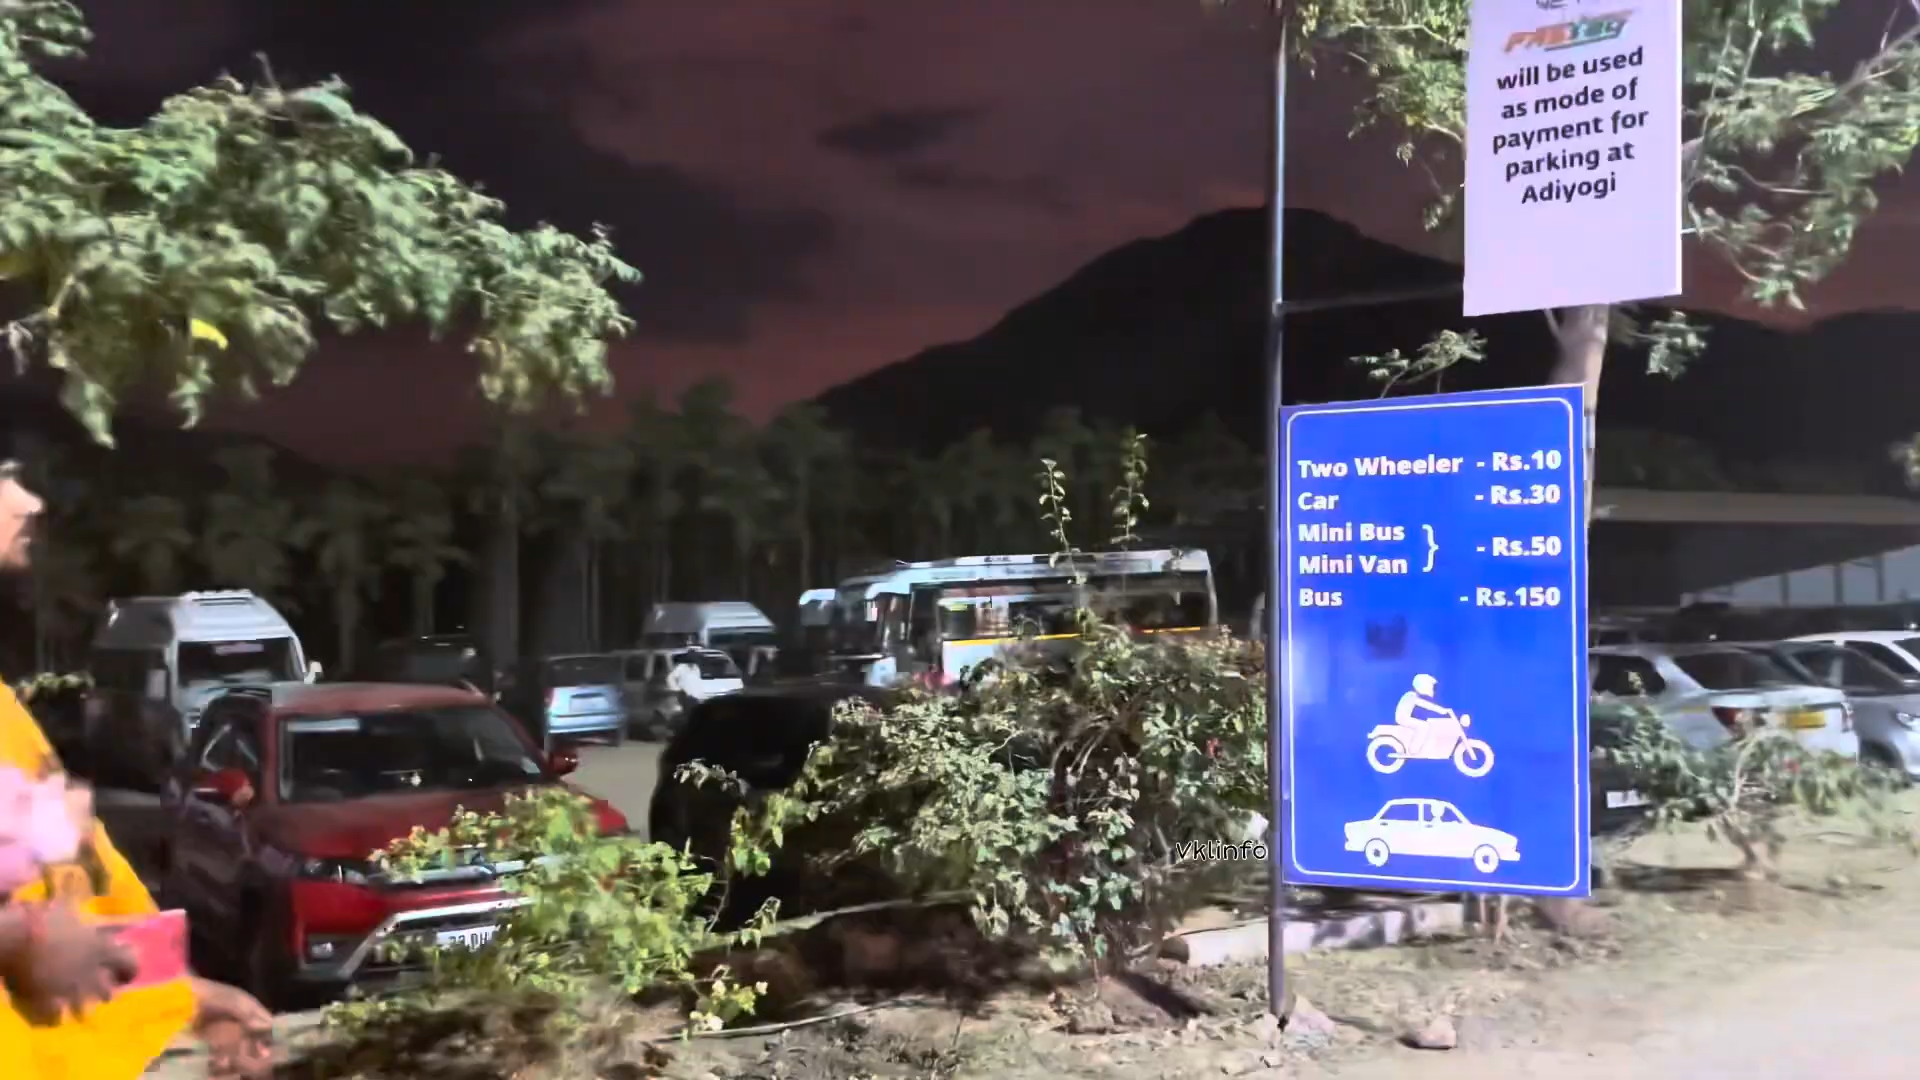 FASTag
will be used
as mode of
payment for
parking at
Adiyogi
Two Wheeler - Rs.10
Car - Rs.30
Mini Bus
Mini Van } - Rs.50
Bus - Rs.150
Vklinfo